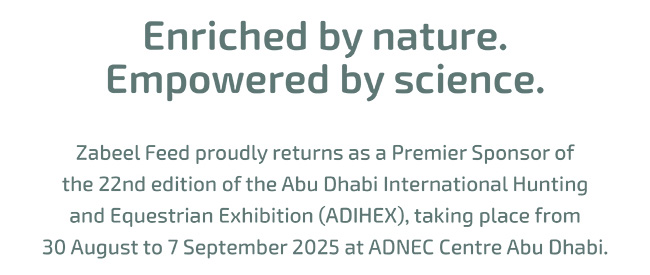 Enriched by nature.
Empowered by science.
Zabeel Feed proudly returns as a Premier Sponsor of
the 22nd edition of the Abu Dhabi International Hunting
and Equestrian Exhibition (ADIHEX), taking place from
30 August to 7 September 2025 at ADNEC Centre Abu Dhabi.